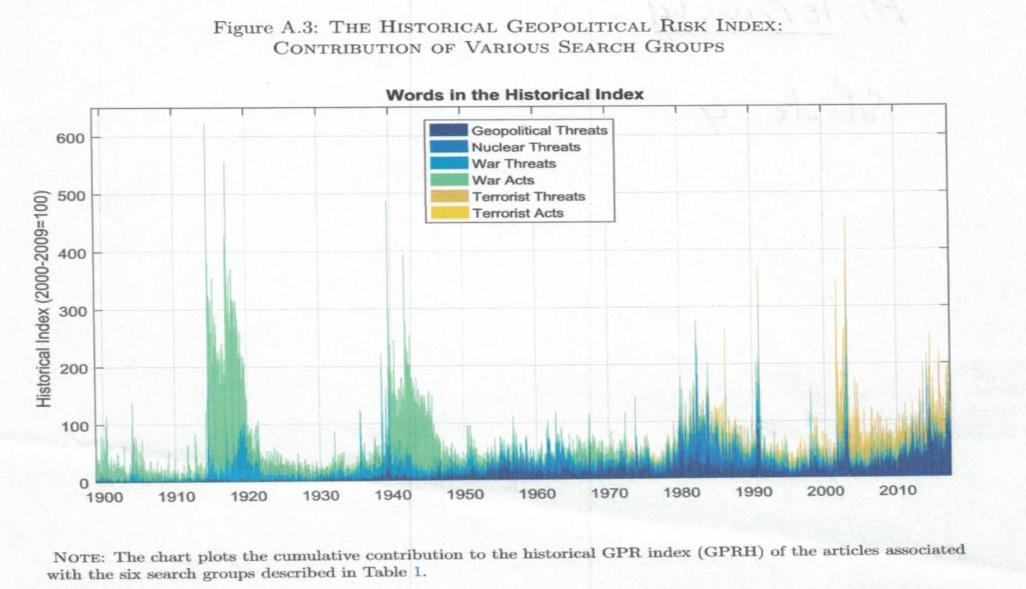 Figure A.3: The Historical Geopolitical Risk Index:
Contribution of Various Search Groups
Words in the Historical Index
Geopolitical Threats
Nuclear Threats
War Threats
War Acts
Terrorist Threats
Terrorist Acts
Historical Index (2000-2009=100)
600
500
400
300
200
100
0
1900 1910 1920 1930 1940 1950 1960 1970 1980 1990 2000 2010
Note: The chart plots the cumulative contribution to the historical GPR index (GPRH) of the articles associated
with the six search groups described in Table 1.